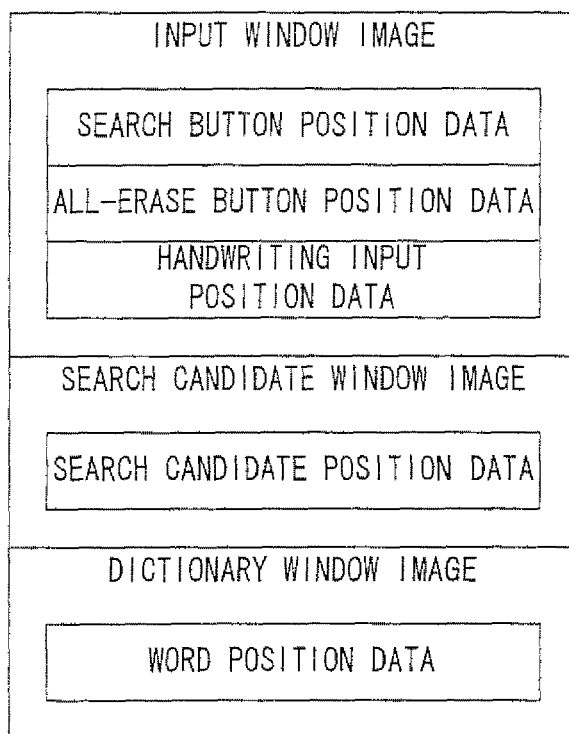 INPUT WINDOW IMAGE
SEARCH BUTTON POSITION DATA
ALL-ERASE BUTTON POSITION DATA
HANDWRITING INPUT
POSITION DATA
SEARCH CANDIDATE WINDOW IMAGE
SEARCH CANDIDATE POSITION DATA
DICTIONARY WINDOW IMAGE
WORD POSITION DATA